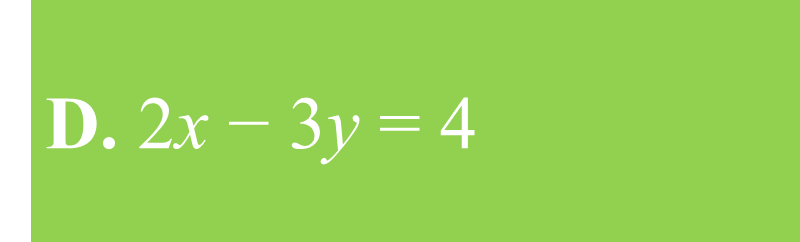 D. 2x − 3y = 4